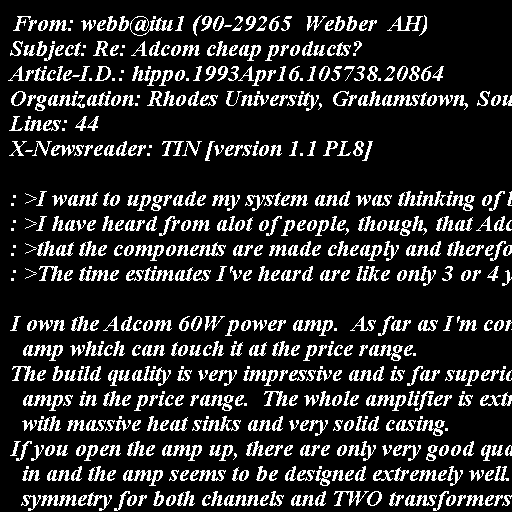 From: webb@itu1 (90-29265  Webber  AH)
Subject: Re: Adcom cheap products?
Article-I.D.: hippo.1993Apr16.105738.20864
Organization: Rhodes University, Grahamstown, Sou
Lines: 44
X-Newsreader: TIN [version 1.1 PL8]

: >I want to upgrade my system and was thinking of
: >I have heard from alot of people, though, that Adc
: >that the components are made cheaply and therefo
: >The time estimates I've heard are like only 3 or 4 y

I own the Adcom 60W power amp.  As far as I'm con
  amp which can touch it at the price range.
The build quality is very impressive and is far superio
  amps in the price range.  The whole amplifier is extr
  with massive heat sinks and very solid casing.
If you open the amp up, there are only very good qua
  in and the amp seems to be designed extremely well.
  symmetry for both channels and TWO transformers